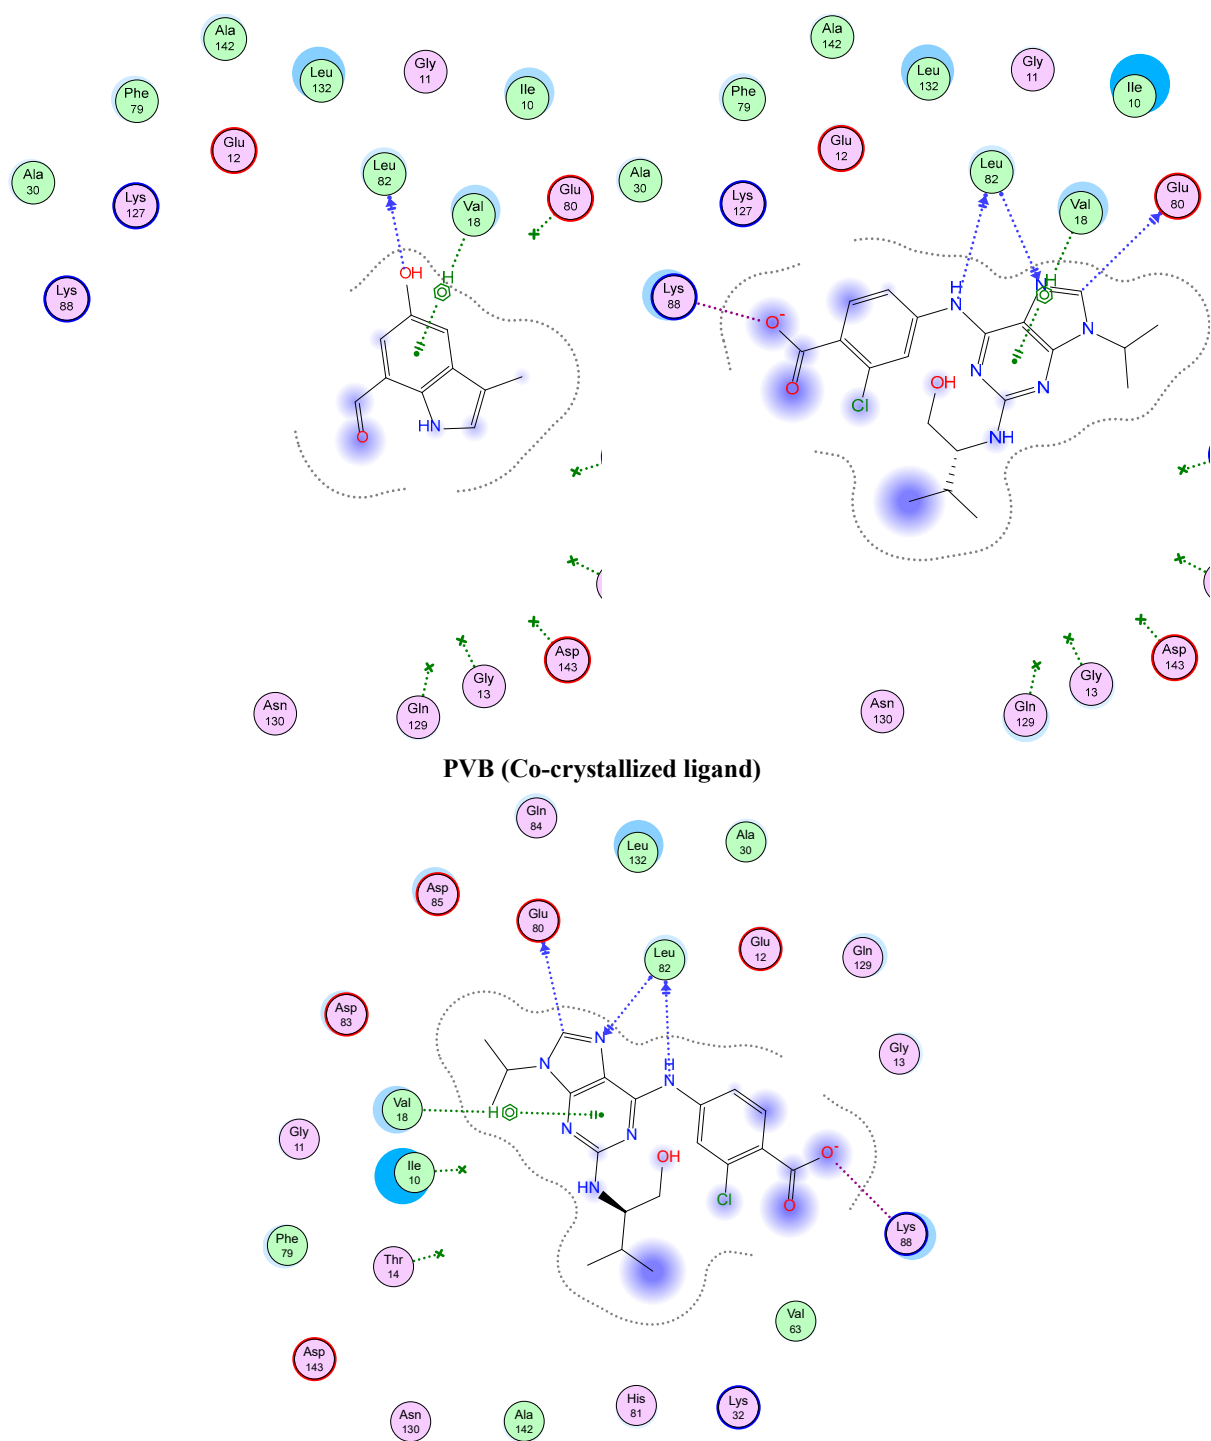 Ala
142
Leu
132
Gly
11
Phe
79
Ile
10
Glu
12
Leu
82
Ala
30
Lys
127
Val
18
Glu
80
Lys
88
OH
H
HN
O
Asp
143
Gly
13
Gln
129
Asn
130
Ala
142
Leu
132
Gly
11
Phe
79
Ile
10
Glu
12
Leu
82
Ala
30
Lys
127
Val
18
Glu
80
Lys
88
H
N
N
H
O-
O
Cl
OH
N
N
N
NH
Asp
143
Gly
13
Gln
129
Asn
130
PVB (Co-crystallized ligand)
Gln
84
Leu
132
Ala
30
Asp
85
Glu
80
Leu
82
Glu
12
Gln
129
Asp
83
Gly
13
N
N
H
N
Val
18
H
N
N
Gly
11
Ile
10
OH
O-
HN
Cl
O
Lys
88
Phe
79
Thr
14
Val
63
Asp
143
Asn
130
Ala
142
His
81
Lys
32